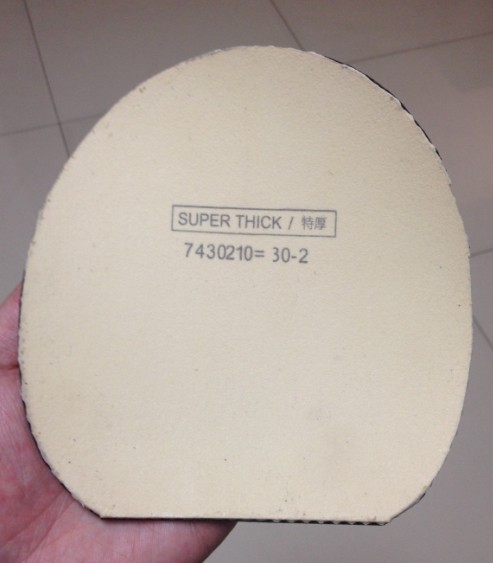 SUPER THICK / 特厚
7430210= 30-2